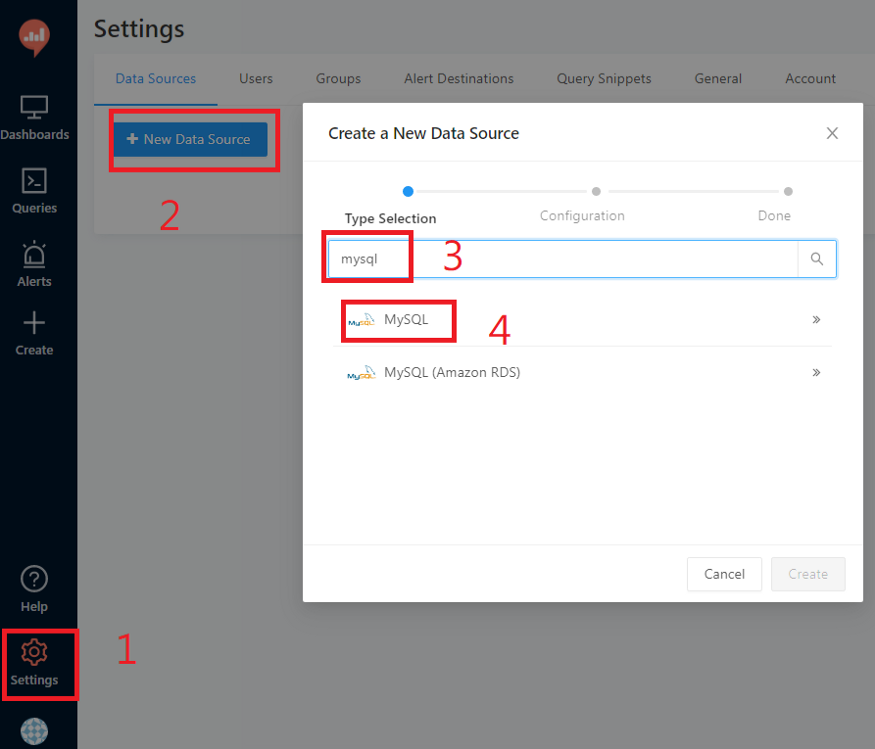 Settings
Data Sources Users Groups Alert Destinations Query Snippets General Account
+ New Data Source
2
Dashboards
Queries
Alerts
Create
Help
Settings
1
Create a New Data Source
Type Selection Configuration Done
mysql
3
MySQL MySQL
4
MySQL MySQL (Amazon RDS)
Cancel Create